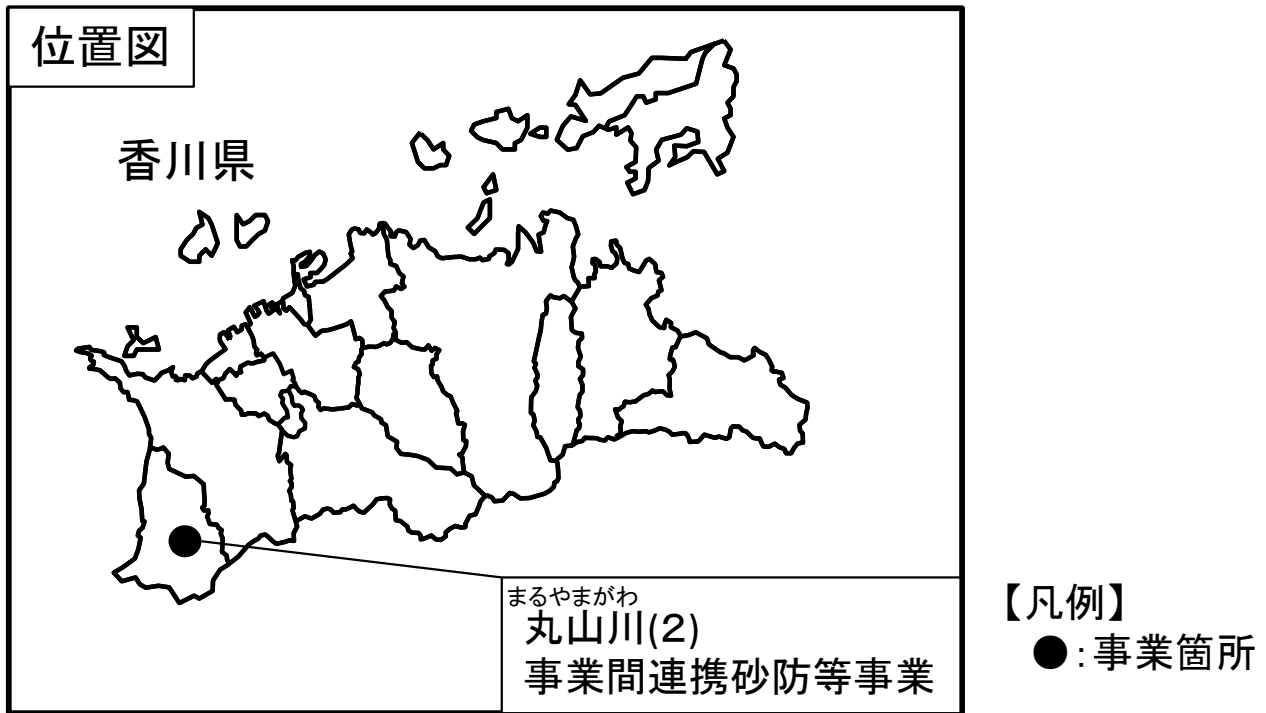 位置図
香川県
まるやまがわ
丸山川(2)
事業間連携砂防等事業
【凡例】
●:事業箇所